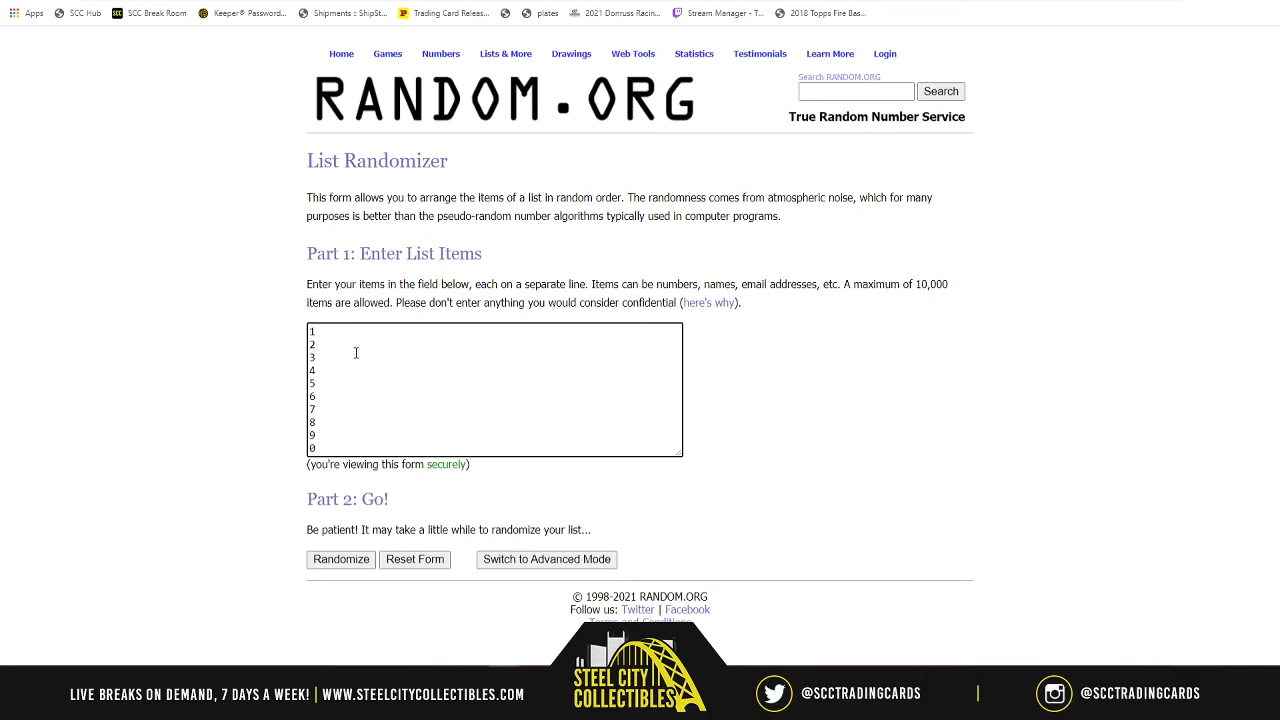 Apps SCC Hub SCC Break Room Keeper® Password... Shipments :: ShipSt... Trading Card Releas... plates 2021 Donruss Racin... Stream Manager - T... 2018 Topps Fire Bas...
Home Games Numbers Lists & More Drawings Web Tools Statistics Testimonials Learn More Login
RANDOM.ORG
Search RANDOM.ORG
Search
True Random Number Service
List Randomizer
This form allows you to arrange the items of a list in random order. The randomness comes from atmospheric noise, which for many
purposes is better than the pseudo-random number algorithms typically used in computer programs.
Part 1: Enter List Items
Enter your items in the field below, each on a separate line. Items can be numbers, names, email addresses, etc. A maximum of 10,000
items are allowed. Please don't enter anything you would consider confidential (here's why).
1
2
3
4
5
6
7
8
9
0
(you're viewing this form securely)
Part 2: Go!
Be patient! It may take a little while to randomize your list...
Randomize Reset Form Switch to Advanced Mode
© 1998-2021 RANDOM.ORG
Follow us: Twitter | Facebook
Terms and Conditions
STEEL CITY
COLLECTIBLES
LIVE BREAKS ON DEMAND, 7 DAYS A WEEK! | WWW.STEELCITYCOLLECTIBLES.COM @SCCTRADINGCARDS | @SCCTRADINGCARDS